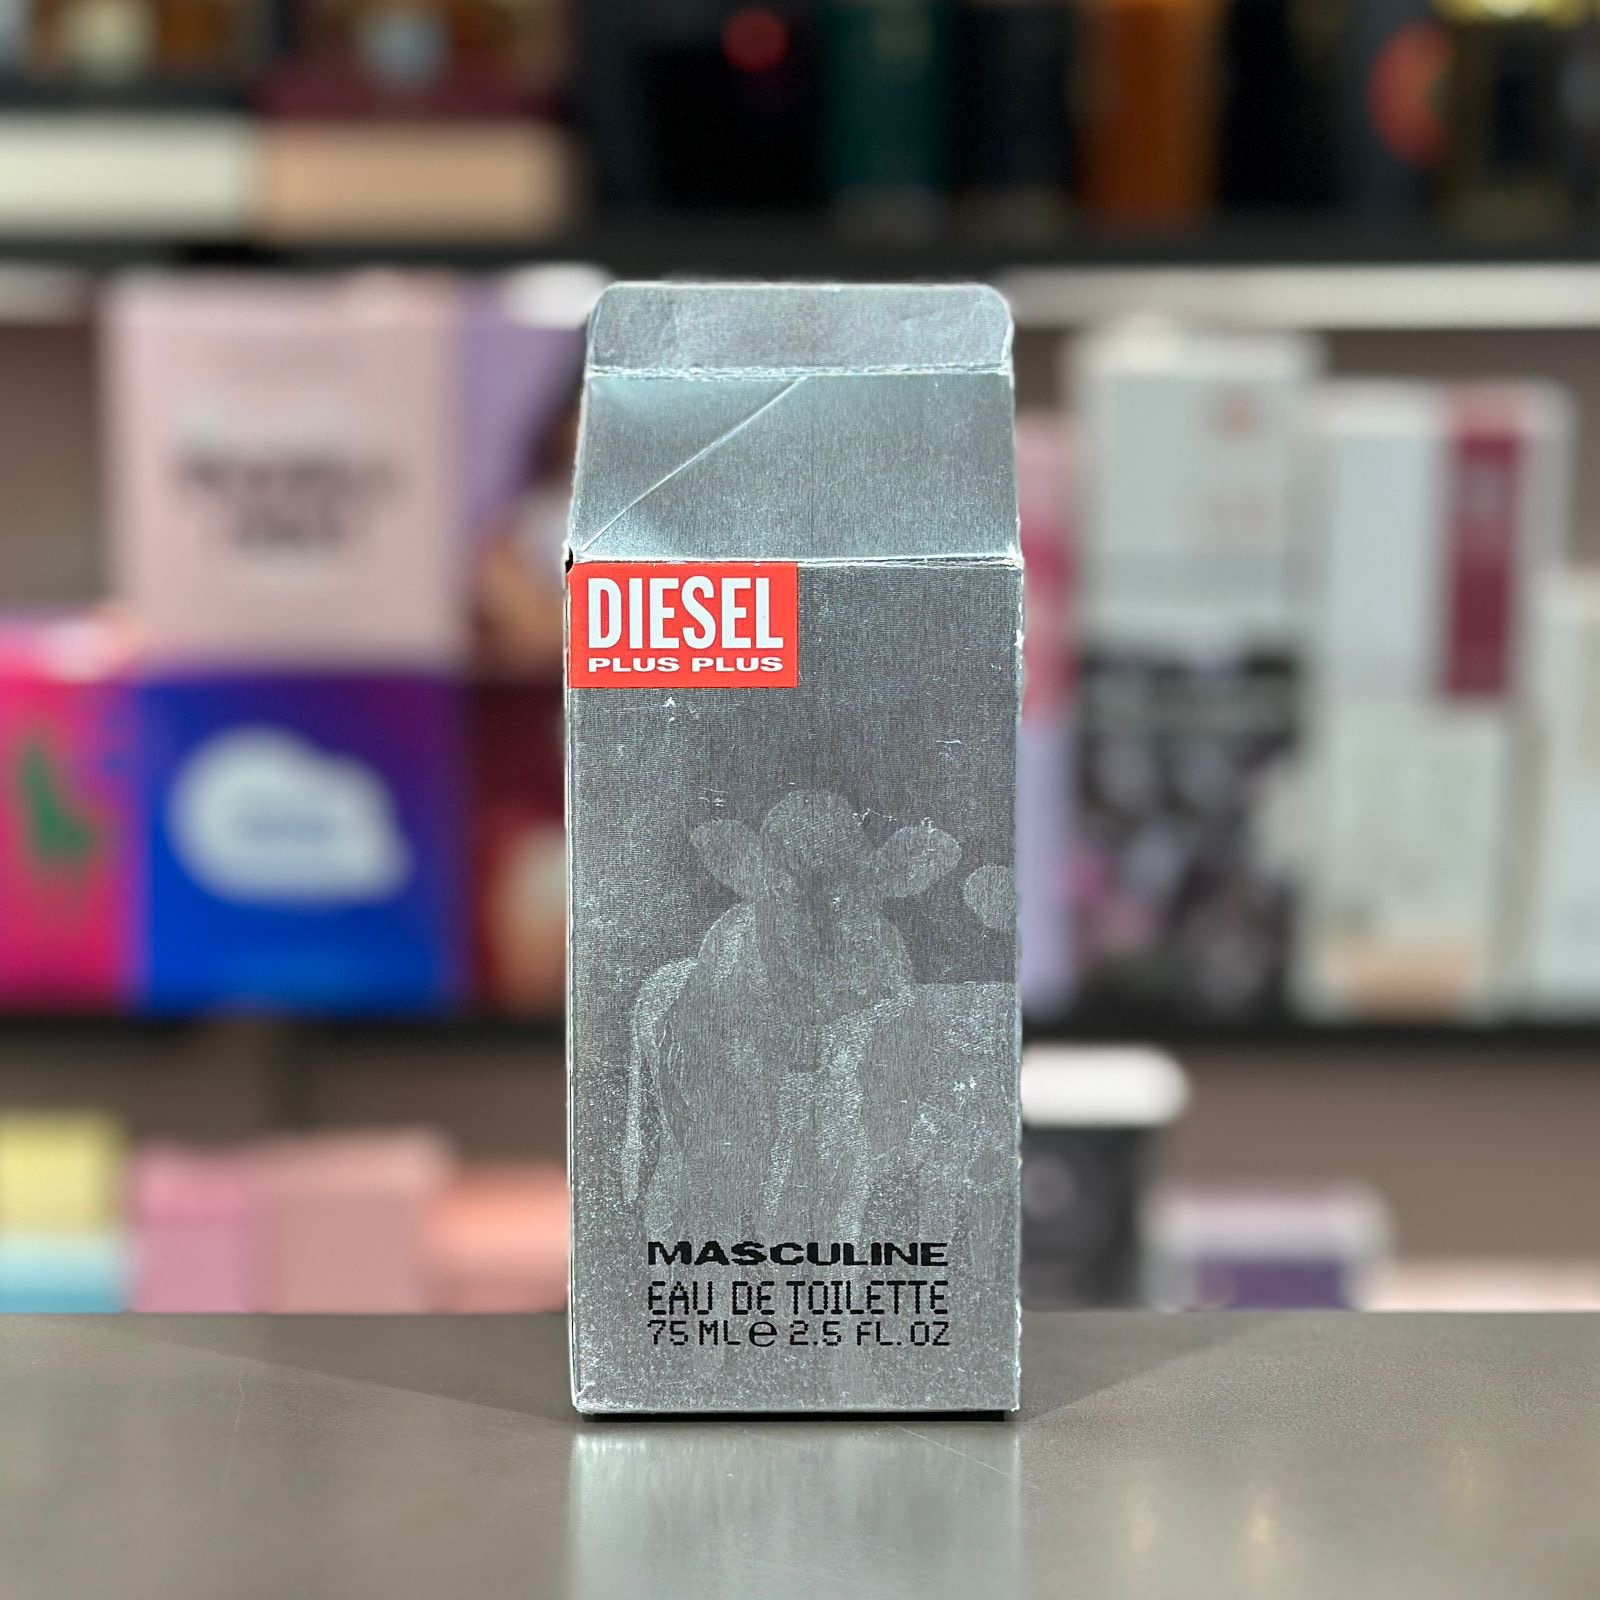 DIESEL
PLUS PLUS
MASCULINE
EAU DE TOILETTE
75 ML e 2.5 FL.OZ